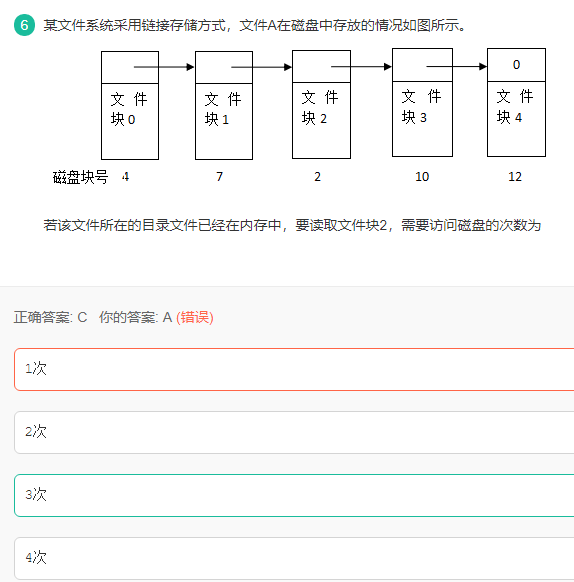 6 某文件系统采用链接存储方式，文件A在磁盘中存放的情况如图所示。
0
文件 文件 文件 文件 文件
块0 块1 块2 块3 块4
磁盘块号 4 7 2 10 12
若该文件所在的目录文件已经在内存中，要读取文件块2，需要访问磁盘的次数为
正确答案: C 你的答案: A (错误)
1次
2次
3次
4次